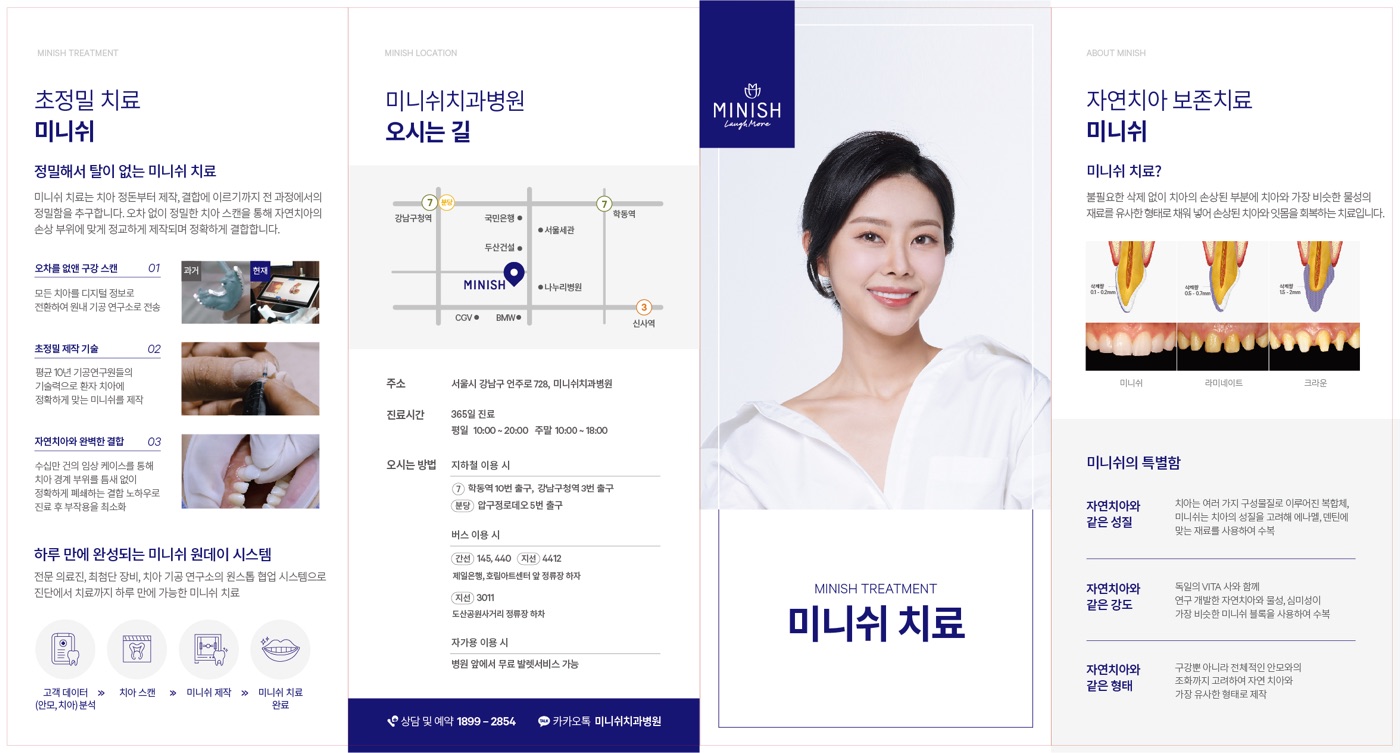 MINISH TREATMENT
초정밀 치료
미니쉬
정밀해서 탈이 없는 미니쉬 치료
미니쉬 치료는 치아 정돈부터 제작, 결합에 이르기까지 전 과정에서의
정밀함을 추구합니다. 오차 없이 정밀한 치아 스캔을 통해 자연치아의
손상 부위에 맞게 정교하게 제작되며 정확하게 결합합니다.
오차를 없앤 구강 스캔 01
모든 치아를 디지털 정보로
전환하여 원내 기공 연구소로 전송
과거
현재
초정밀 제작 기술 02
평균 10년 기공연구원들의
기술력으로 환자 치아에
정확하게 맞는 미니쉬를 제작
자연치아와 완벽한 결합 03
수십만 건의 임상 케이스를 통해
치아 경계 부위를 틈새 없이
정확하게 폐쇄하는 결합 노하우로
진료 후 부작용을 최소화
하루 만에 완성되는 미니쉬 원데이 시스템
전문 의료진, 최첨단 장비, 치아 기공 연구소의 원스톱 협업 시스템으로
진단에서 치료까지 하루 만에 가능한 미니쉬 치료
고객 데이터
(안모, 치아) 분석
»
치아 스캔
»
미니쉬 제작
»
미니쉬 치료
완료
MINISH LOCATION
미니쉬치과병원
오시는 길
7 분당
강남구청역
국민은행
7
학동역
서울세관
두산건설
MINISH
나누리병원
CGV
BMW
3
신사역
주소 서울시 강남구 언주로 728, 미니쉬치과병원
진료시간 365일 진료
평일 10:00 ~ 20:00 주말 10:00 ~ 18:00
오시는 방법 지하철 이용 시
7 학동역 10번 출구, 강남구청역 3번 출구
분당 압구정로데오 5번 출구
버스 이용 시
간선 145, 440 지선 4412
제일은행, 호림아트센터 앞 정류장 하자
지선 3011
도산공원사거리 정류장 하차
자가용 이용 시
병원 앞에서 무료 발렛서비스 가능
상담 및 예약 1899 – 2854 카카오톡 미니쉬치과병원
MINISH
Laugh More
MINISH TREATMENT
미니쉬 치료
ABOUT MINISH
자연치아 보존치료
미니쉬
미니쉬 치료?
불필요한 삭제 없이 치아의 손상된 부분에 치아와 가장 비슷한 물성의
재료를 유사한 형태로 채워 넣어 손상된 치아와 잇몸을 회복하는 치료입니다.
삭제량
0.1 - 0.2mm
삭제량
0.5 - 0.7mm
삭제량
1.5 - 2mm
미니쉬
라미네이트
크라운
미니쉬의 특별함
자연치아와
같은 성질
치아는 여러 가지 구성물질로 이루어진 복합체,
미니쉬는 치아의 성질을 고려해 에나멜, 덴틴에
맞는 재료를 사용하여 수복
자연치아와
같은 강도
독일의 VITA 사와 함께
연구 개발한 자연치아와 물성, 심미성이
가장 비슷한 미니쉬 블록을 사용하여 수복
자연치아와
같은 형태
구강뿐 아니라 전체적인 안모와의
조화까지 고려하여 자연 치아와
가장 유사한 형태로 제작